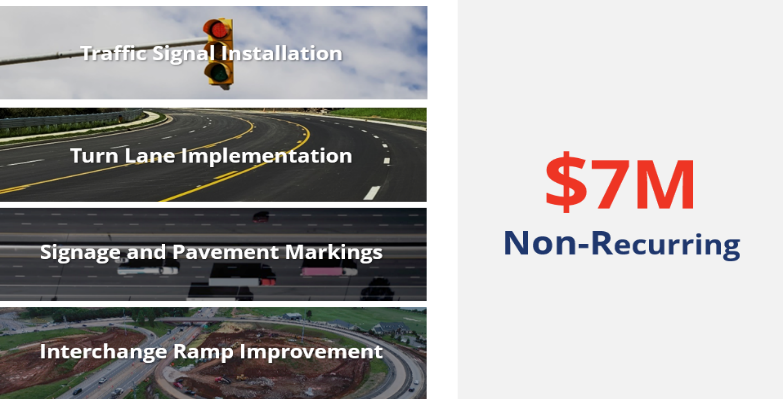 Traffic Signal Installation
Turn Lane Implementation
Signage and Pavement Markings
Interchange Ramp Improvement
$7M
Non-Recurring